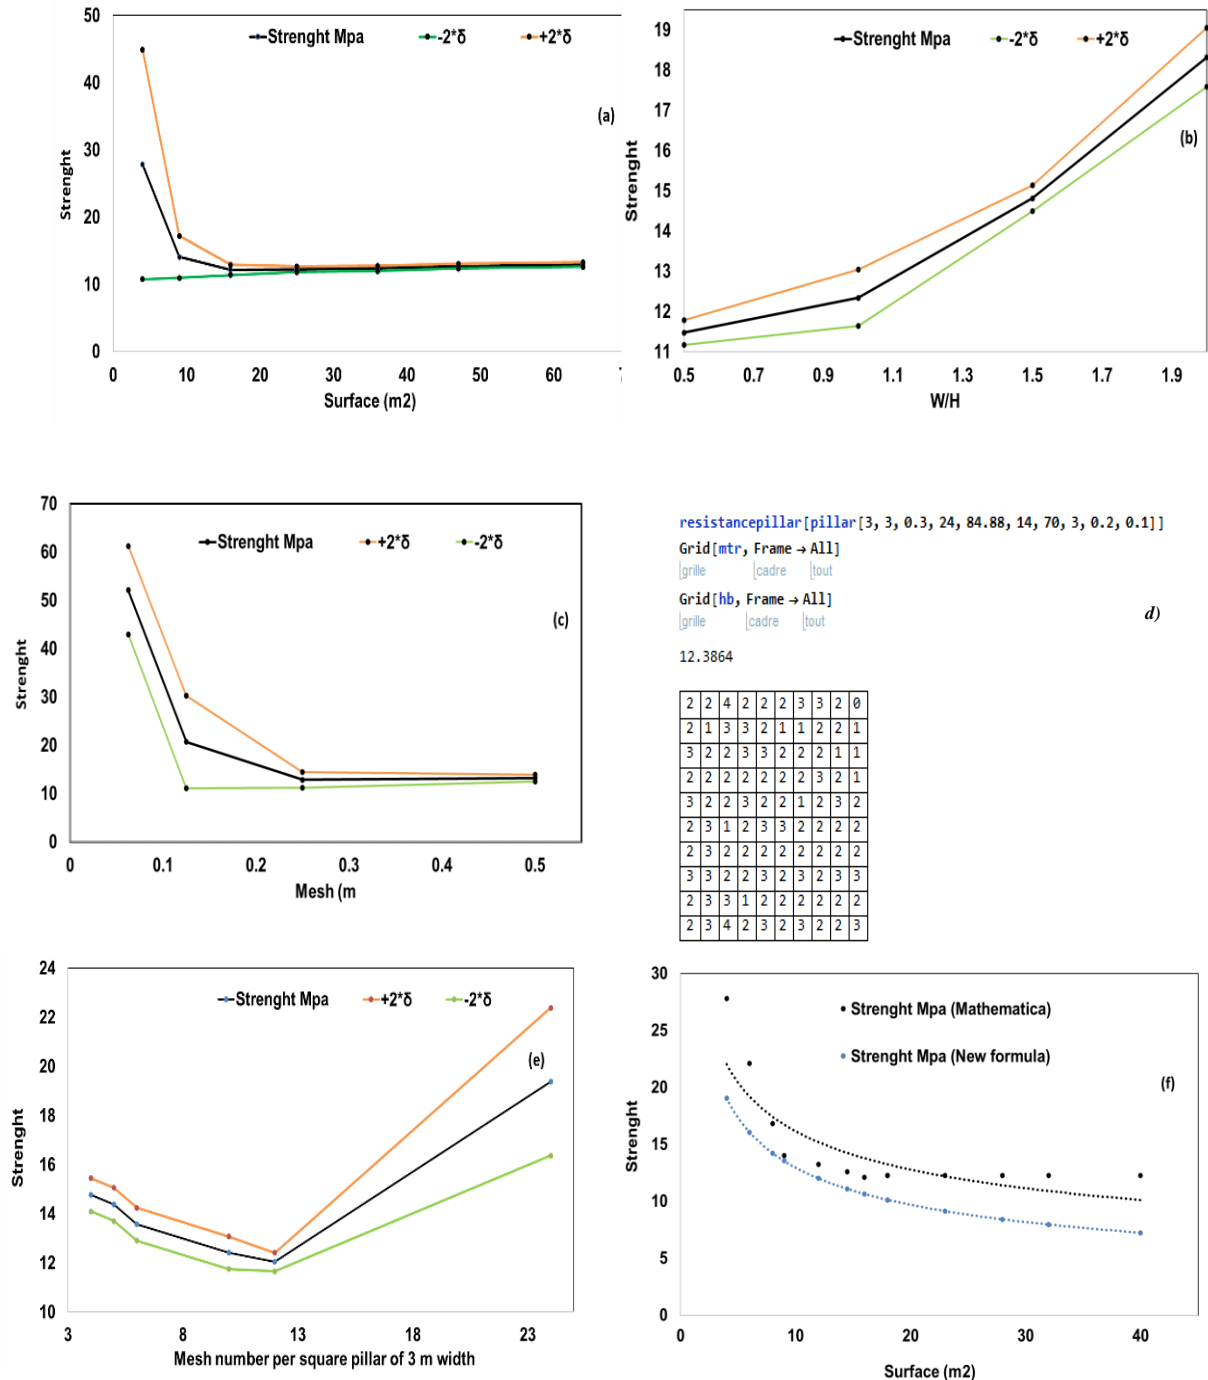 50
40
30
20
10
0
Strenght
Strenght Mpa
-2*δ
+2*δ
(a)
0 10 20 30 40 50 60
Surface (m2)
19
18
17
16
15
14
13
12
11
Strenght
Strenght Mpa
-2*δ
+2*δ
(b)
0.5 0.7 0.9 1.1 1.3 1.5 1.7 1.9
W/H
70
60
50
40
30
20
10
0
Strenght
Strenght Mpa
+2*δ
-2*δ
(c)
0 0.1 0.2 0.3 0.4 0.5
Mesh (m
resistancepillar[pillar[3, 3, 0.3, 24, 84.88, 14, 70, 3, 0.2, 0.1]]
Grid[mtr, Frame → All]
grille cadre tout
Grid[hb, Frame → All]
grille cadre tout
d)
12.3864
2 2 4 2 2 2 3 3 2 0
2 1 3 3 2 1 1 2 2 1
3 2 2 3 3 2 2 2 1 1
2 2 2 2 2 2 2 3 2 1
3 2 2 3 2 2 1 2 3 2
2 3 1 2 3 3 2 2 2 2
2 3 2 2 2 2 2 2 2 2
3 3 2 2 3 2 3 2 3 3
2 3 3 1 2 2 2 2 2 2
2 3 4 2 3 2 3 2 2 3
24
22
20
18
16
14
12
10
Strenght
Strenght Mpa
+2*δ
-2*δ
(e)
3 8 13 18 23
Mesh number per square pillar of 3 m width
30
25
20
15
10
5
0
Strenght
Strenght Mpa (Mathematica)
Strenght Mpa (New formula)
(f)
0 10 20 30 40
Surface (m2)